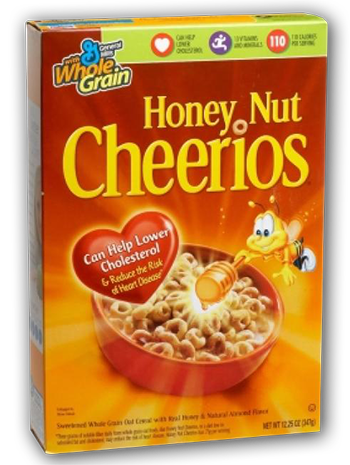 WITH
General
Mills
Whole
Grain
CAN HELP
LOWER
CHOLESTEROL
12 VITAMINS
AND MINERALS
110
110 CALORIES
PER SERVING
Honey Nut
Cheerios
Can Help Lower
Cholesterol
& Reduce the Risk
of Heart Disease*
Sweetened Whole Grain Oat Cereal with Real Honey & Natural Almond Flavor
NET WT 12.25 OZ (347g)